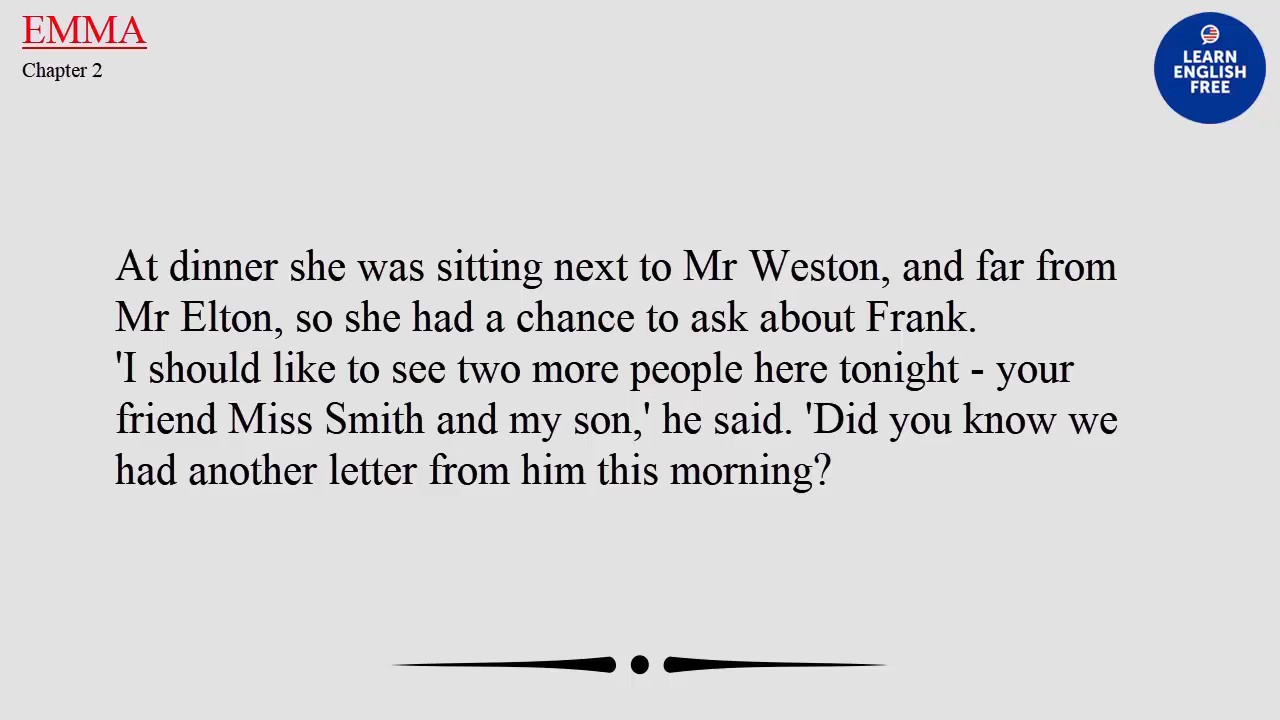 EMMA
Chapter 2
LEARN
ENGLISH
FREE
At dinner she was sitting next to Mr Weston, and far from
Mr Elton, so she had a chance to ask about Frank.
'I should like to see two more people here tonight - your
friend Miss Smith and my son,' he said. 'Did you know we
had another letter from him this morning?